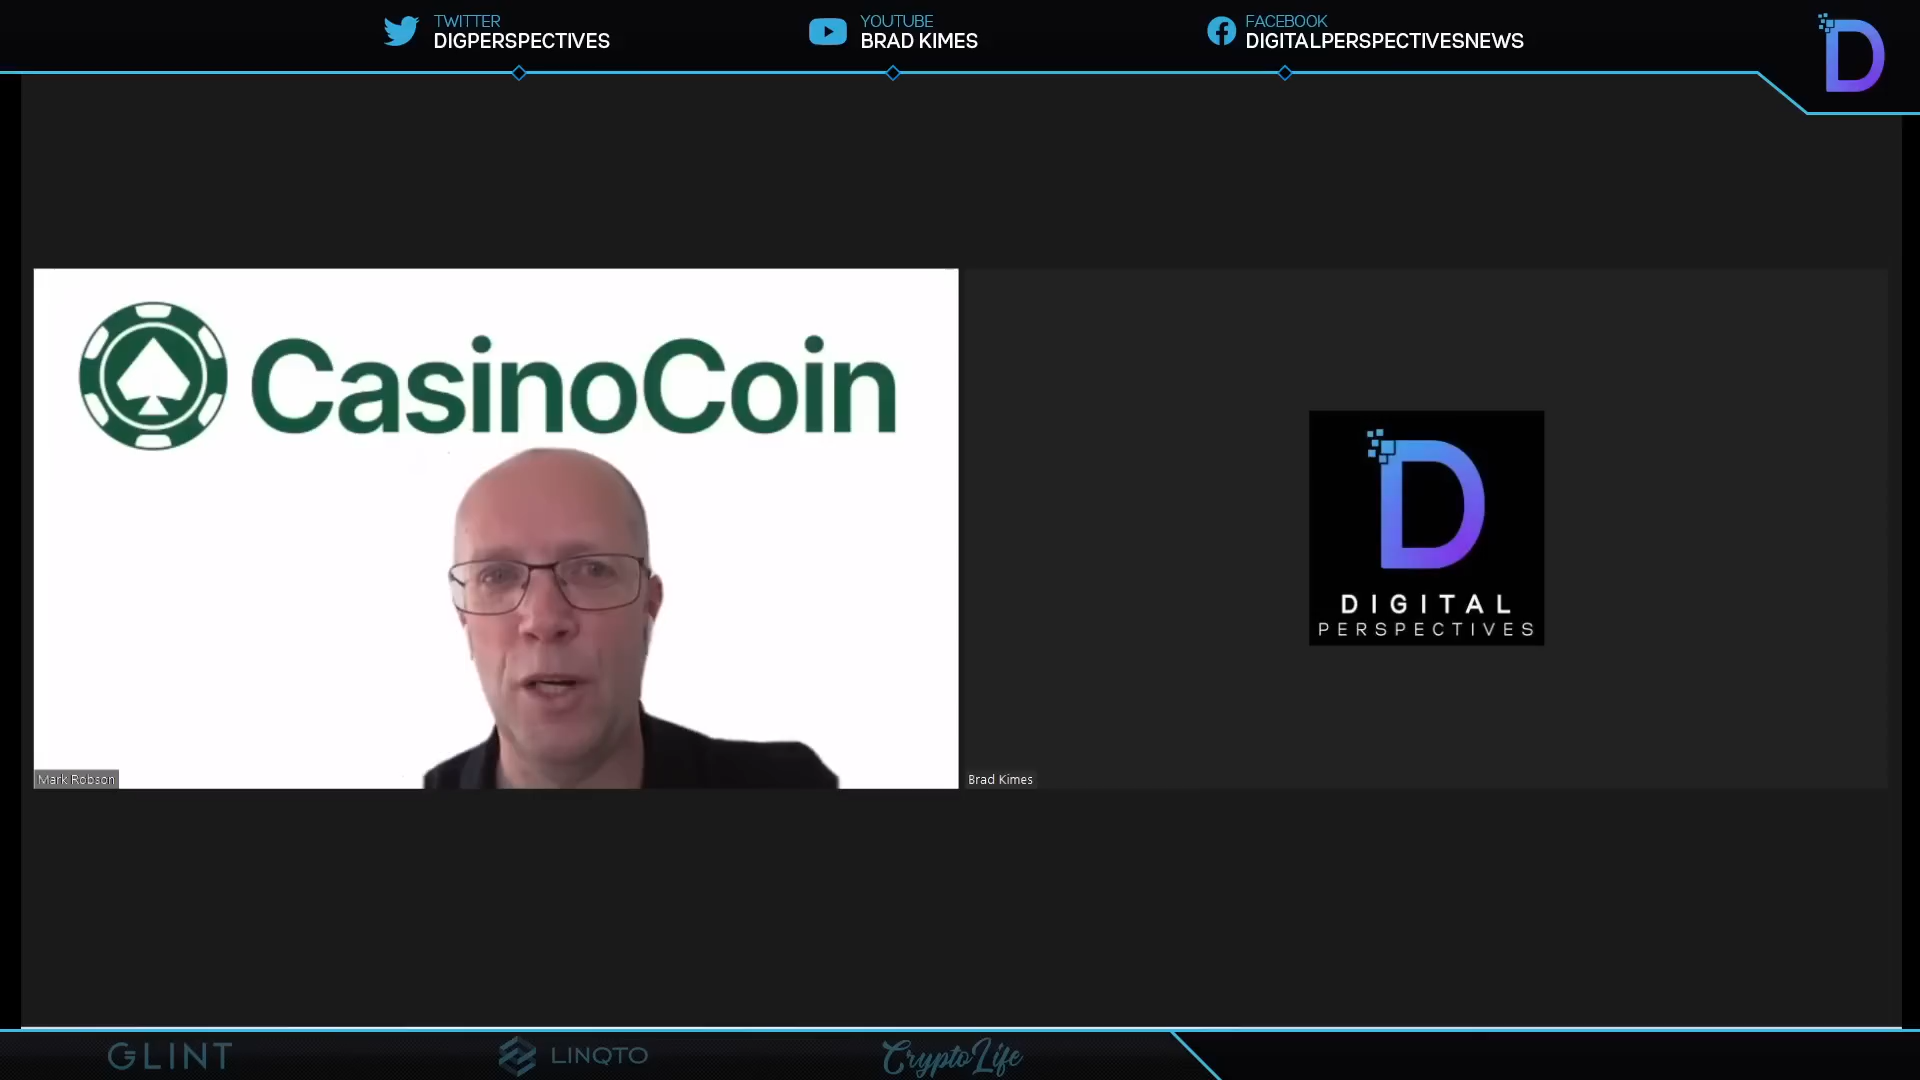 TWITTER
DIGPERSPECTIVES
YOUTUBE
BRAD KIMES
FACEBOOK
DIGITALPERSPECTIVESNEWS
D
CasinoCoin
D
DIGITAL
PERSPECTIVES
Mark Robson
Brad Kimes
GLINT
LINQTO
CryptoLife